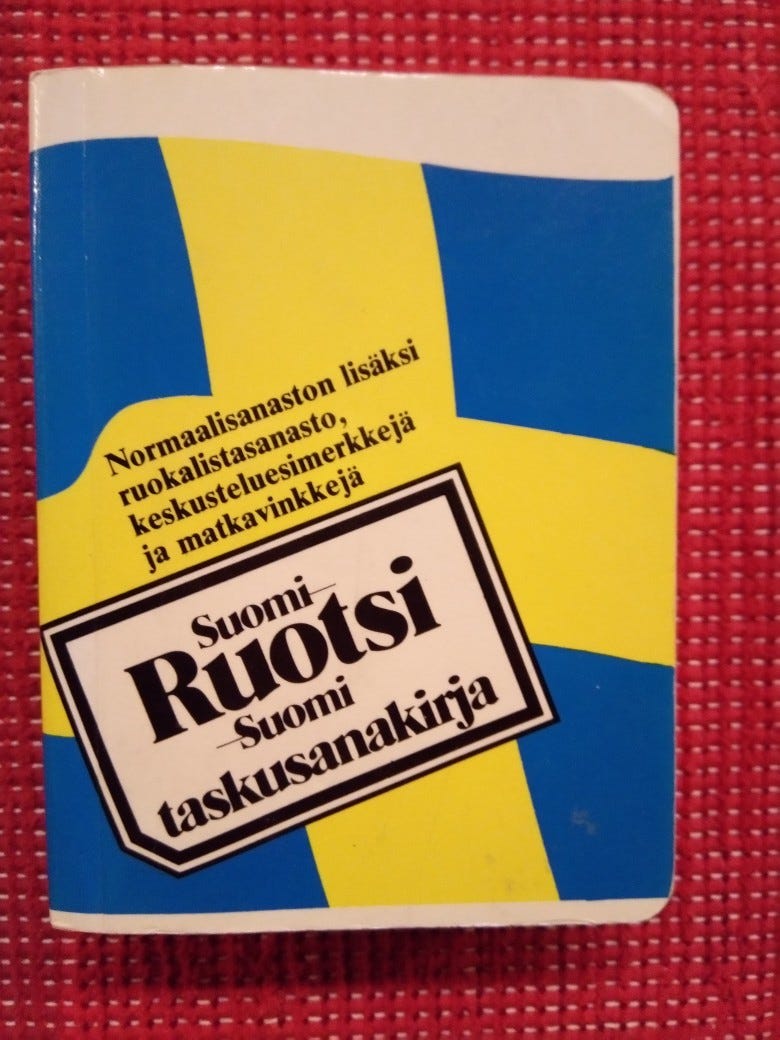 Normaalisanaston lisäksi
ruokalistasanasto,
keskusteluesimerkkejä
ja matkavinkkejä
Suomi–
Ruotsi
–Suomi
taskusanakirja